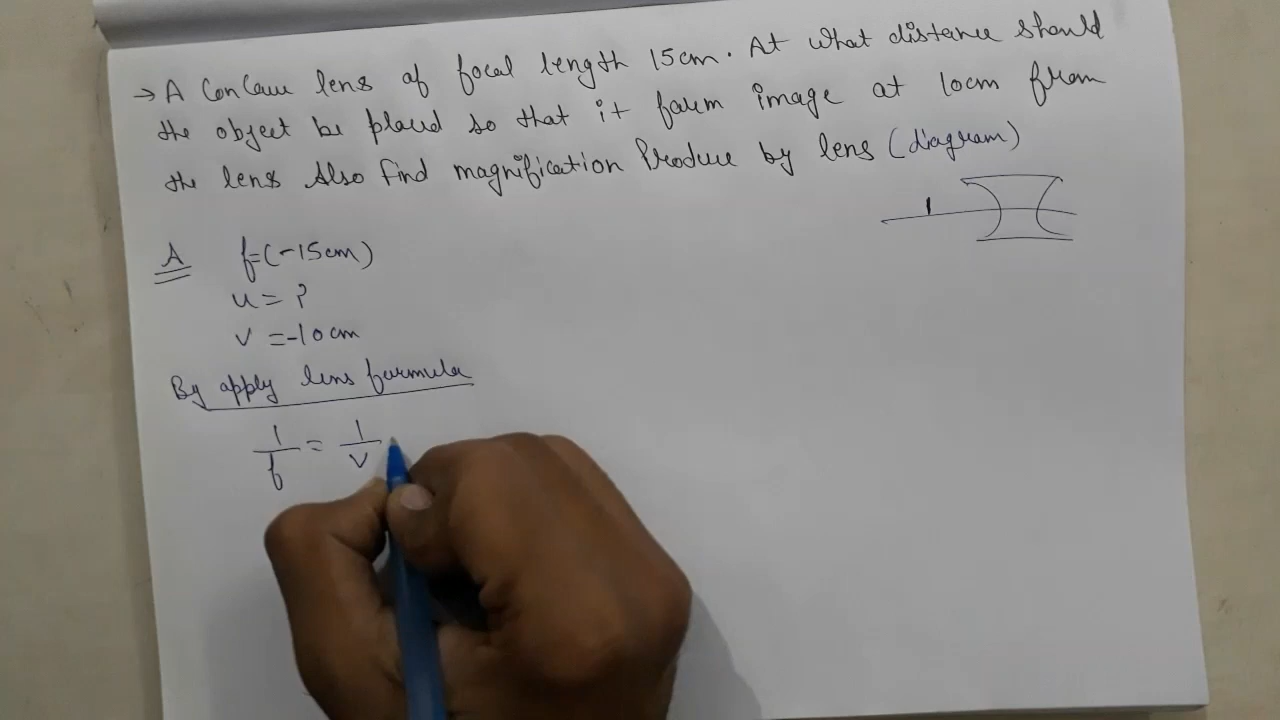 → A Concave lens of focal length 15cm. At what distance should
the object be placed so that it form image at 10cm from
the lens Also find magnification Produce by lens (diagram)
A f=(-15cm)
u = ?
v = -10cm
By apply lens formula
1/f = 1/v